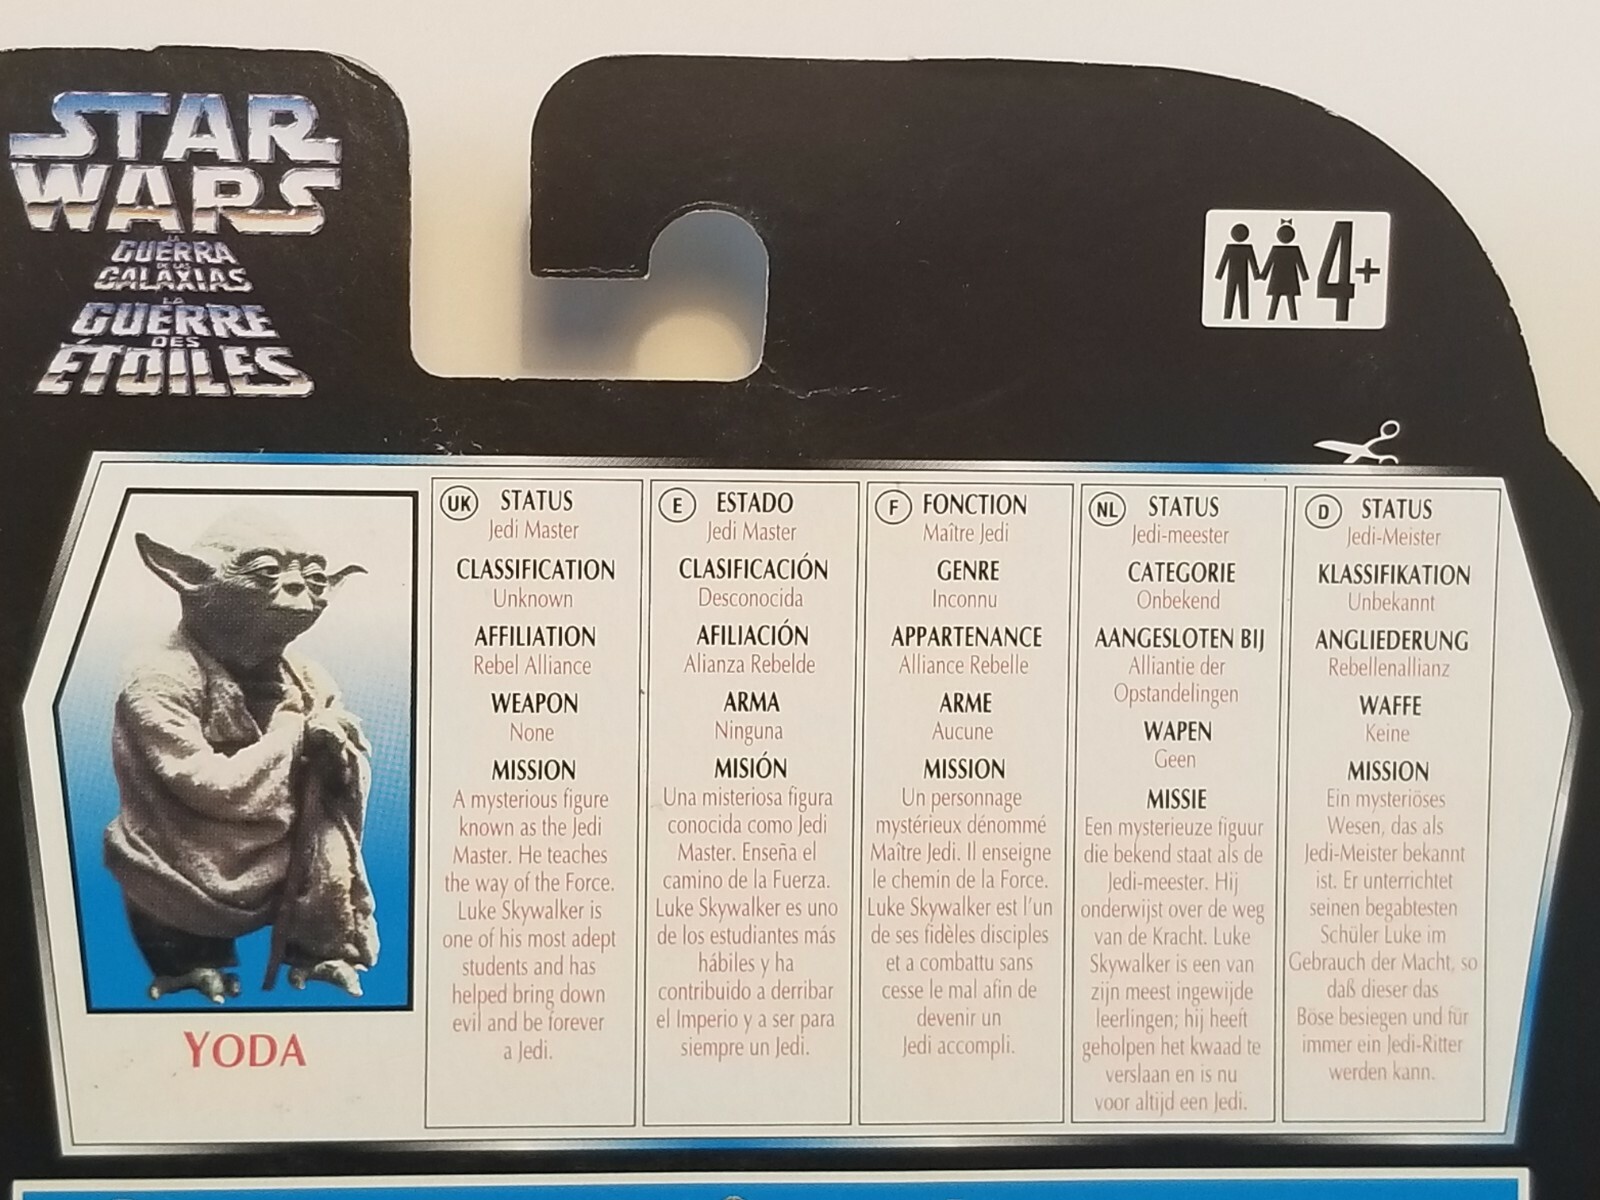 STAR
WARS
LA
GUERRA
DE LAS
GALAXIAS
LA
GUERRE
DES
ÉTOILES
4+
YODA
UK STATUS
Jedi Master
CLASSIFICATION
Unknown
AFFILIATION
Rebel Alliance
WEAPON
None
MISSION
A mysterious figure
known as the Jedi
Master. He teaches
the way of the Force.
Luke Skywalker is
one of his most adept
students and has
helped bring down
evil and be forever
a Jedi.
E ESTADO
Jedi Master
CLASIFICACIÓN
Desconocida
AFILIACIÓN
Alianza Rebelde
ARMA
Ninguna
MISIÓN
Una misteriosa figura
conocida como Jedi
Master. Enseña el
camino de la Fuerza.
Luke Skywalker es uno
de los estudiantes más
hábiles y ha
contribuido a derribar
el Imperio y a ser para
siempre un Jedi.
F FONCTION
Maître Jedi
GENRE
Inconnu
APPARTENANCE
Alliance Rebelle
ARME
Aucune
MISSION
Un personnage
mystérieux dénommé
Maître Jedi. Il enseigne
le chemin de la Force.
Luke Skywalker est l'un
de ses fidèles disciples
et a combattu sans
cesse le mal afin de
devenir un
Jedi accompli.
NL STATUS
Jedi-meester
CATEGORIE
Onbekend
AANGESLOTEN BIJ
Alliantie der
Opstandelingen
WAPEN
Geen
MISSIE
Een mysterieuze figuur
die bekend staat als de
Jedi-meester. Hij
onderwijst over de weg
van de Kracht. Luke
Skywalker is een van
zijn meest ingewijde
leerlingen; hij heeft
geholpen het kwaad te
verslaan en is nu
voor altijd een Jedi.
D STATUS
Jedi-Meister
KLASSIFIKATION
Unbekannt
ANGLIEDERUNG
Rebellenallianz
WAFFE
Keine
MISSION
Ein mysteriöses
Wesen, das als
Jedi-Meister bekannt
ist. Er unterrichtet
seinen begabtesten
Schüler Luke im
Gebrauch der Macht, so
daß dieser das
Böse besiegen und für
immer ein Jedi-Ritter
werden kann.